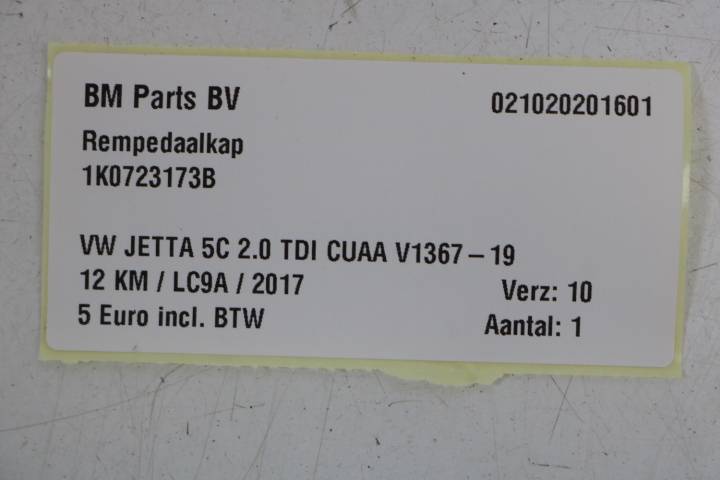 BM Parts BV 021020201601
Rempedaalkap
1K0723173B
VW JETTA 5C 2.0 TDI CUAA V1367-19
12 KM / LC9A / 2017 Verz: 10
5 Euro incl. BTW Aantal: 1